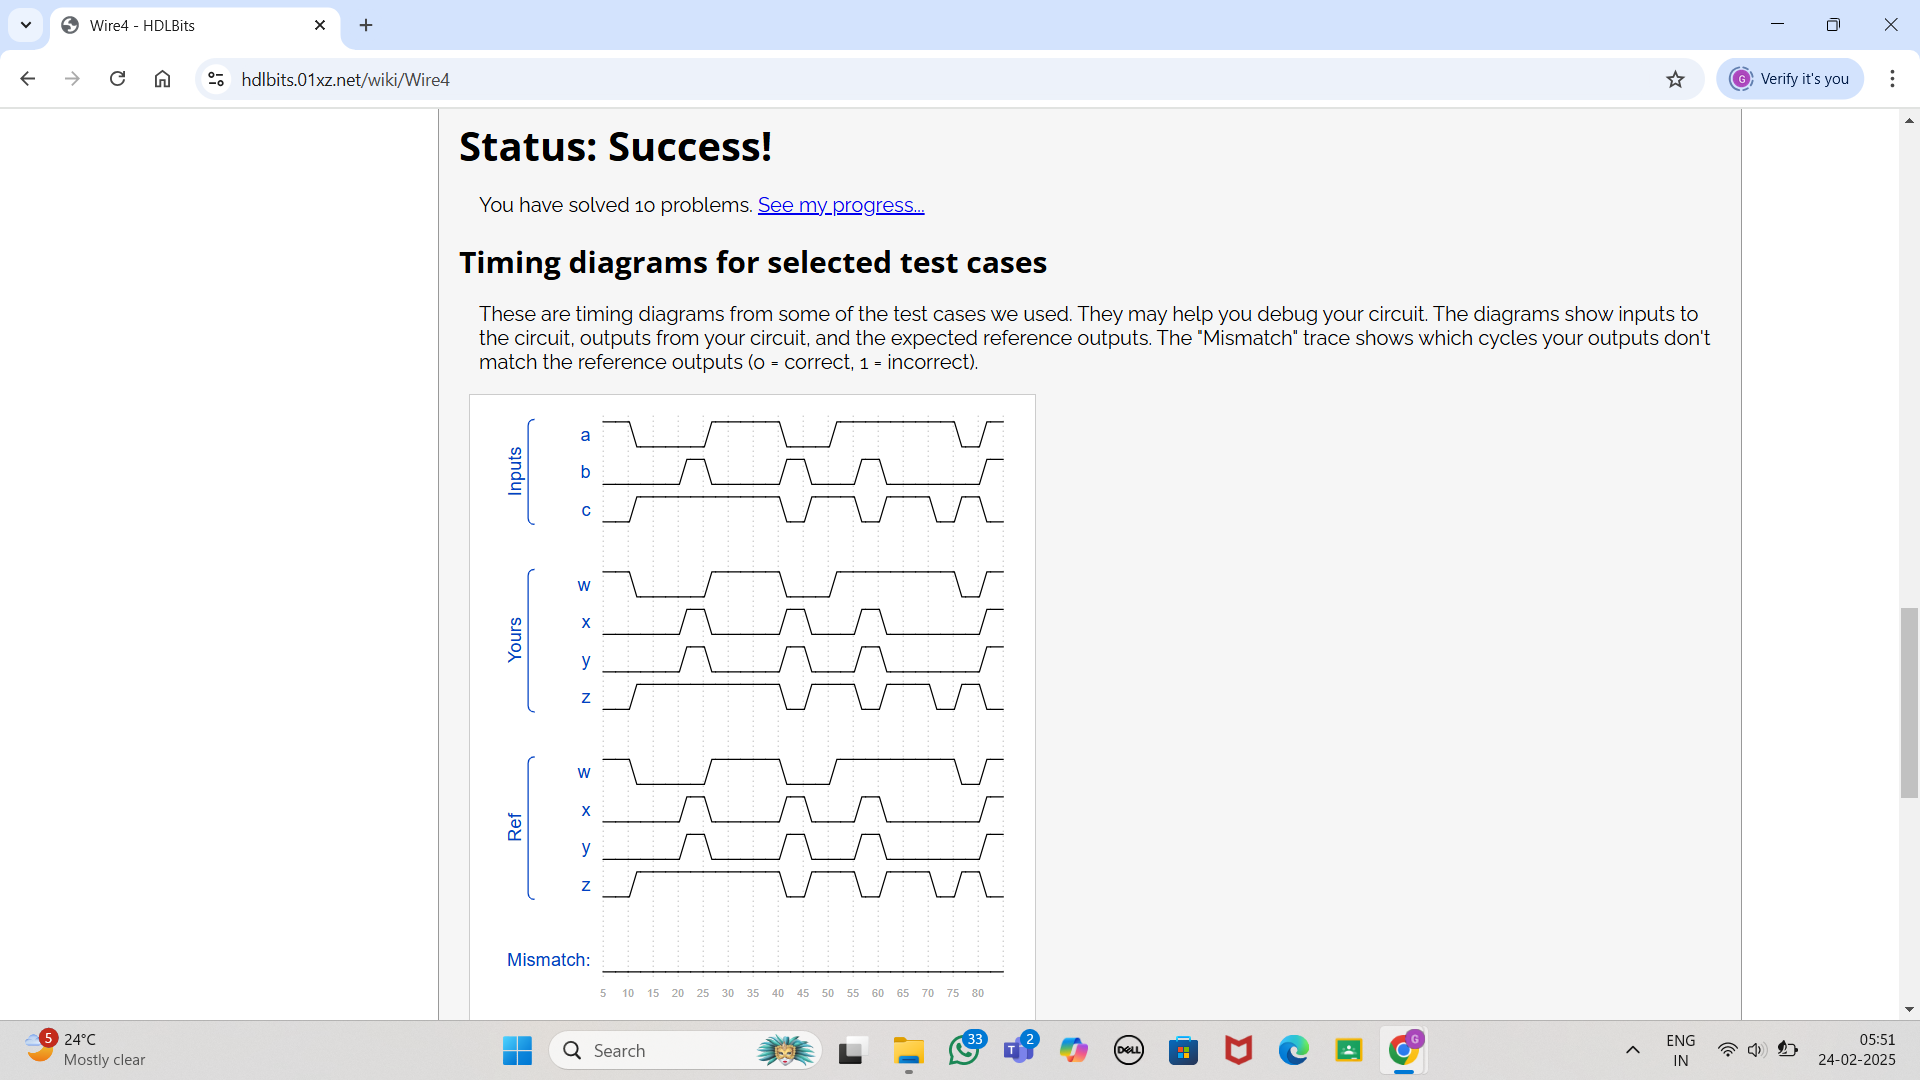 Wire4 - HDLBits
hdlbits.01xz.net/wiki/Wire4
G
Verify it's you
Status: Success!
You have solved 10 problems. See my progress...
Timing diagrams for selected test cases
These are timing diagrams from some of the test cases we used. They may help you debug your circuit. The diagrams show inputs to
the circuit, outputs from your circuit, and the expected reference outputs. The "Mismatch" trace shows which cycles your outputs don't
match the reference outputs (0 = correct, 1 = incorrect).
Inputs
a
b
c
Yours
w
x
y
z
Ref
w
x
y
z
Mismatch:
5 10 15 20 25 30 35 40 45 50 55 60 65 70 75 80
5
24°C
Mostly clear
Search
33
T
2
DELL
G
ENG
IN
05:51
24-02-2025